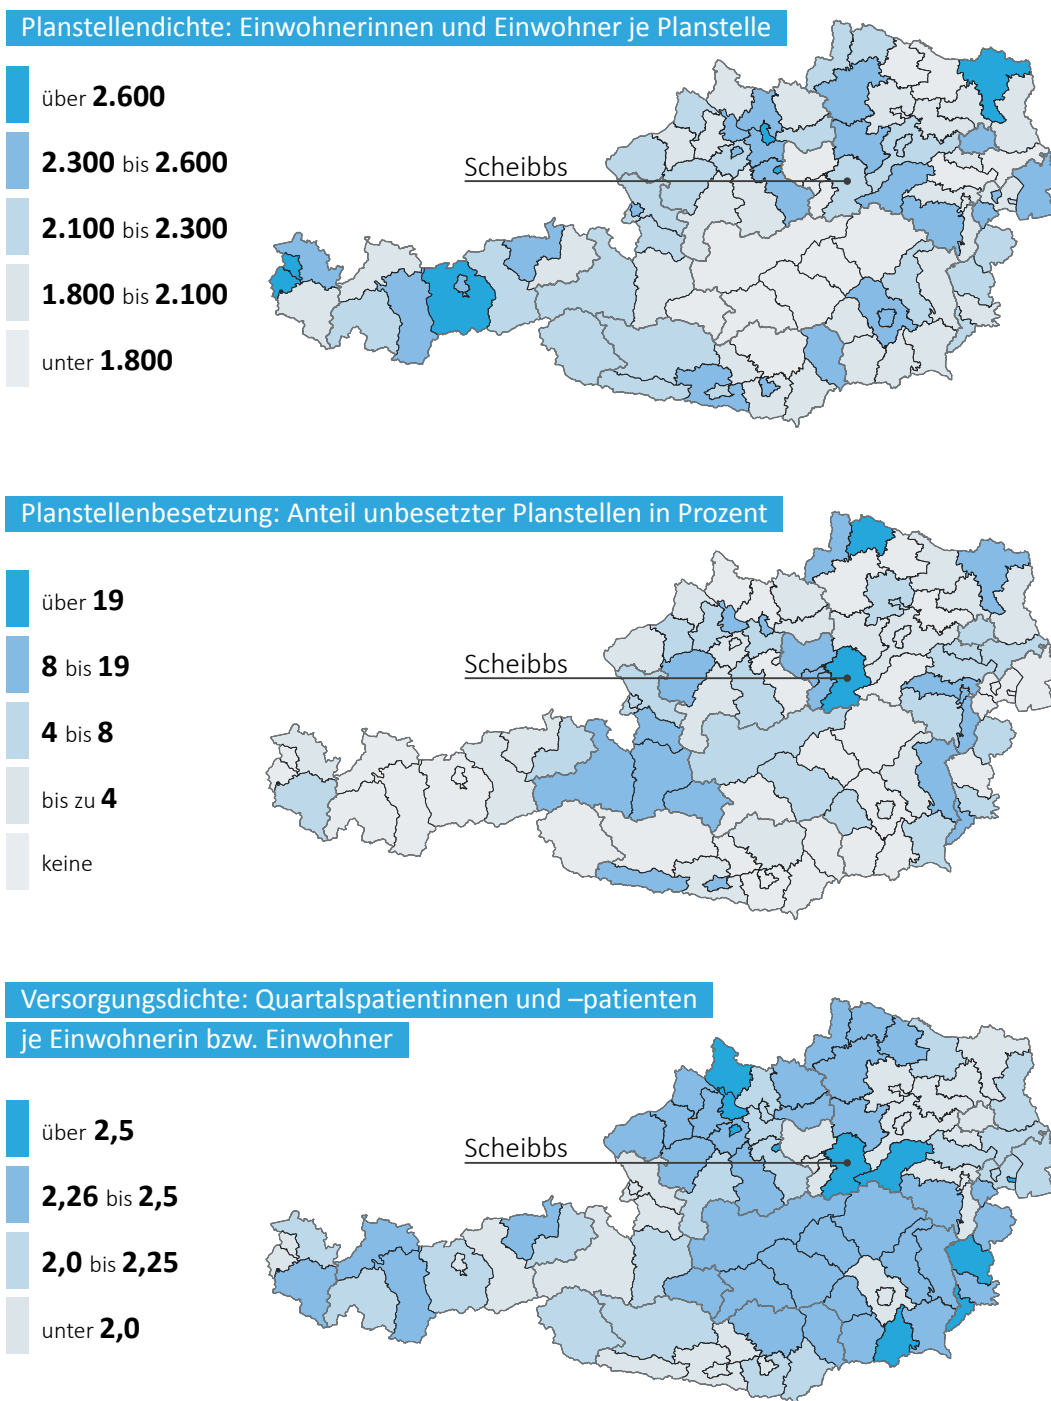 Planstellendichte: Einwohnerinnen und Einwohner je Planstelle
über 2.600
2.300 bis 2.600
Scheibbs
2.100 bis 2.300
1.800 bis 2.100
unter 1.800
Planstellenbesetzung: Anteil unbesetzter Planstellen in Prozent
über 19
8 bis 19
Scheibbs
4 bis 8
bis zu 4
keine
Versorgungsdichte: Quartalspatientinnen und –patienten
je Einwohnerin bzw. Einwohner
über 2,5
Scheibbs
2,26 bis 2,5
2,0 bis 2,25
unter 2,0